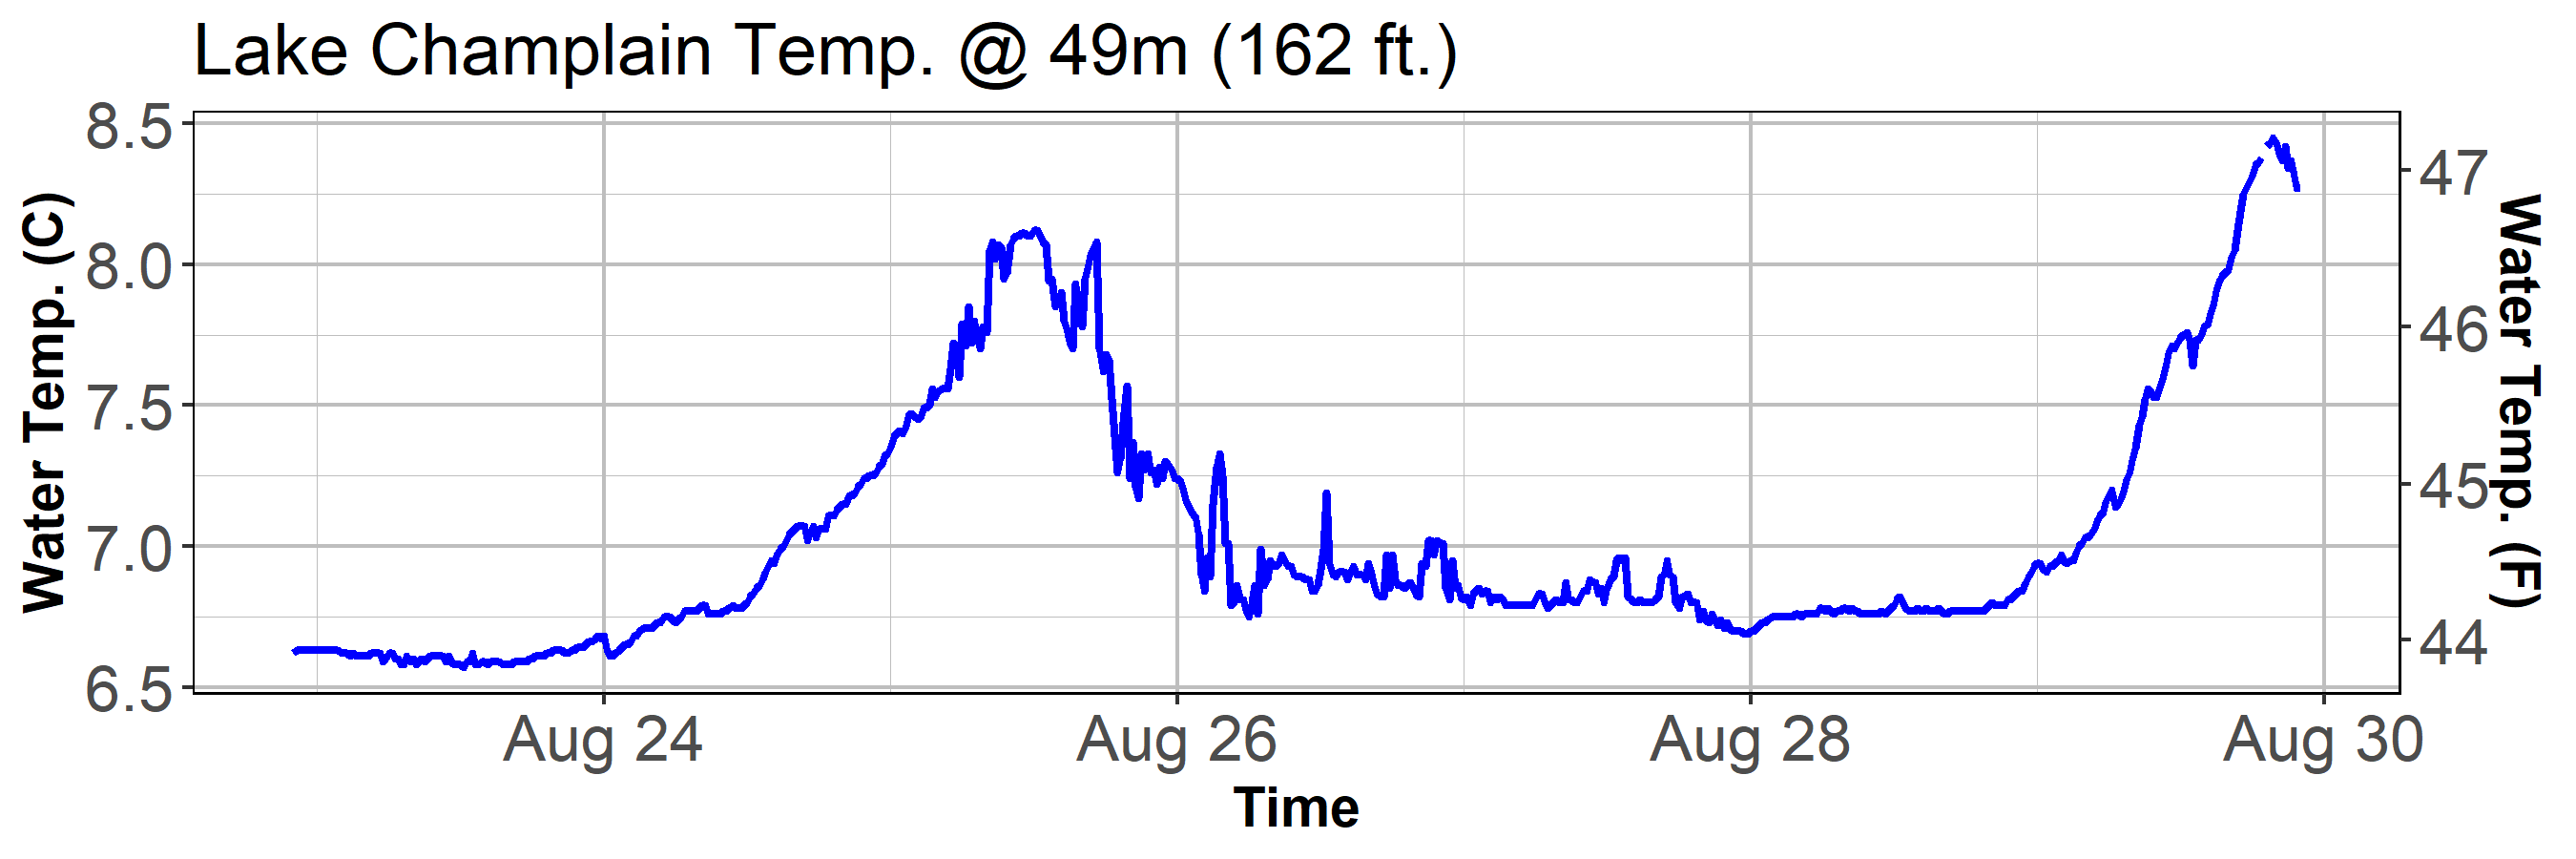 Lake Champlain Temp. @ 49m (162 ft.)
Water Temp. (C)
8.5
8.0
7.5
7.0
6.5
47
46
45
44
Water Temp. (F)
Aug 24 Aug 26 Aug 28 Aug 30
Time